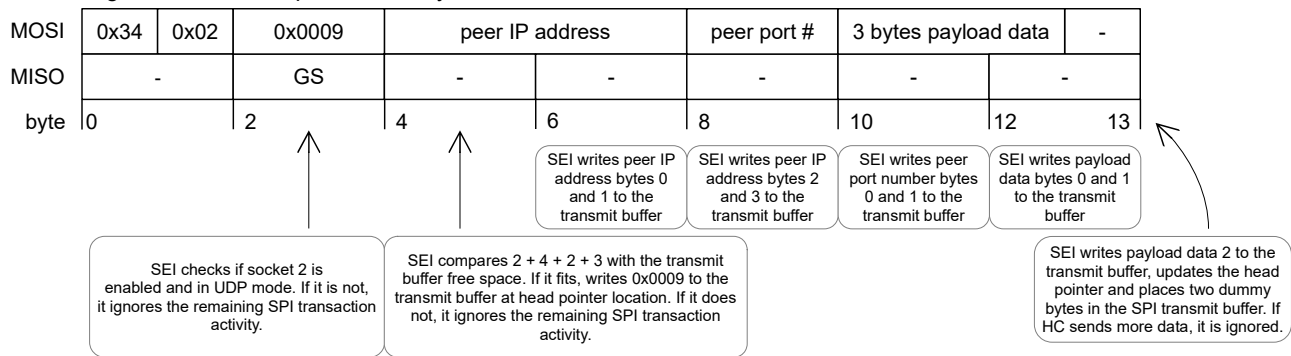 MOSI 0x34 0x02 0x0009 peer IP address peer port # 3 bytes payload data -
MISO - GS - - - - -
byte 0 2 4 6 8 10 12 13
SEI writes peer IP
address bytes 0
and 1 to the
transmit buffer
SEI writes peer IP
address bytes 2
and 3 to the
transmit buffer
SEI writes peer
port number bytes
0 and 1 to the
transmit buffer
SEI writes payload
data bytes 0 and 1
to the transmit
buffer
SEI checks if socket 2 is
enabled and in UDP mode. If it is not,
it ignores the remaining SPI transaction
activity.
SEI compares 2 + 4 + 2 + 3 with the transmit
buffer free space. If it fits, writes 0x0009 to the
transmit buffer at head pointer location. If it does
not, it ignores the remaining SPI transaction
activity.
SEI writes payload data 2 to the
transmit buffer, updates the head
pointer and places two dummy
bytes in the SPI transmit buffer. If
HC sends more data, it is ignored.